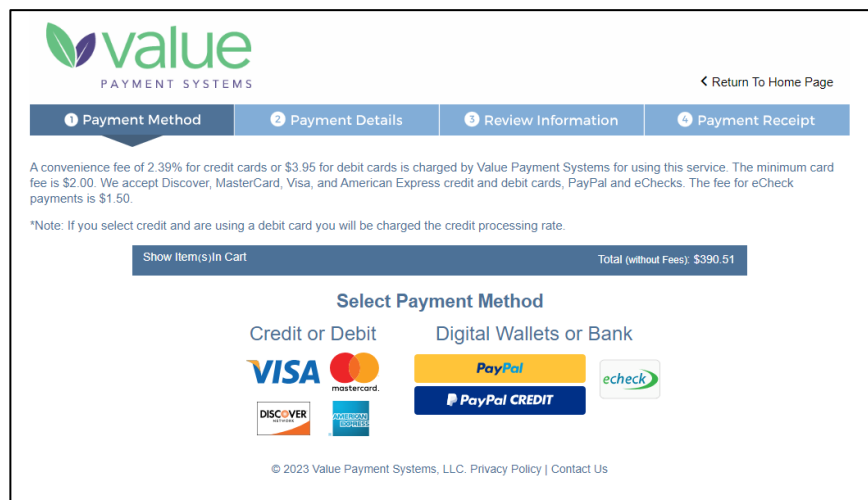 value
PAYMENT SYSTEMS
Return To Home Page
1 Payment Method
2 Payment Details
3 Review Information
4 Payment Receipt
A convenience fee of 2.39% for credit cards or $3.95 for debit cards is charged by Value Payment Systems for using this service. The minimum card
fee is $2.00. We accept Discover, MasterCard, Visa, and American Express credit and debit cards, PayPal and eChecks. The fee for eCheck
payments is $1.50.
*Note: If you select credit and are using a debit card you will be charged the credit processing rate.
Show Item(s)In Cart
Total (without Fees): $390.51
Select Payment Method
Credit or Debit
Digital Wallets or Bank
VISA
mastercard.
DISCOVER
NETWORK
AMERICAN
EXPRESS
PayPal
PayPal CREDIT
echeck
© 2023 Value Payment Systems, LLC. Privacy Policy | Contact Us